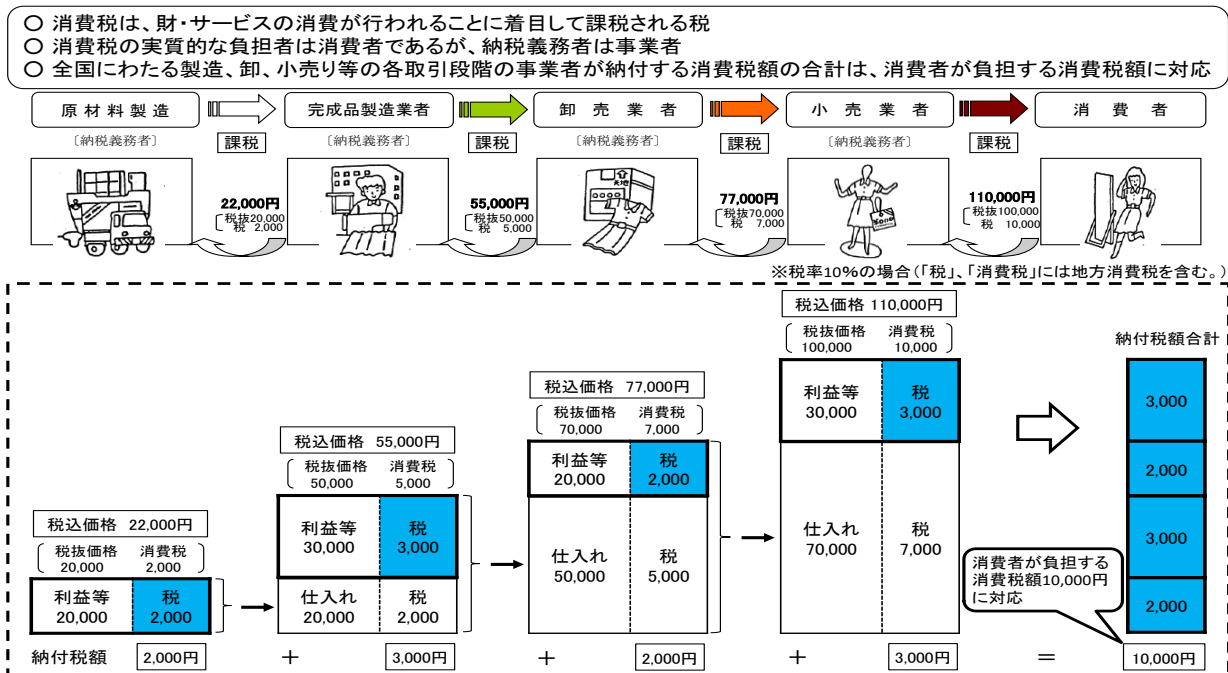 ○ 消費税は、財・サービスの消費が行われることに着目して課税される税
○ 消費税の実質的な負担者は消費者であるが、納税義務者は事業者
○ 全国にわたる製造、卸、小売り等の各取引段階の事業者が納付する消費税額の合計は、消費者が負担する消費税額に対応
原材料製造 完成品製造業者 卸売業者 小売業者 消費者
〔納税義務者〕 課税 〔納税義務者〕 課税 〔納税義務者〕 課税 〔納税義務者〕 課税
22,000円 55,000円 77,000円 110,000円
税抜20,000 税抜50,000 税抜70,000 税抜100,000
税 2,000 税 5,000 税 7,000 税 10,000
※税率10%の場合(「税」、「消費税」には地方消費税を含む。)
税込価格 110,000円
税抜価格 消費税
100,000 10,000
利益等 税
30,000 3,000
仕入れ 税
70,000 7,000
税込価格 77,000円
税抜価格 消費税
70,000 7,000
利益等 税
20,000 2,000
仕入れ 税
50,000 5,000
税込価格 55,000円
税抜価格 消費税
50,000 5,000
利益等 税
30,000 3,000
仕入れ 税
20,000 2,000
税込価格 22,000円
税抜価格 消費税
20,000 2,000
利益等 税
20,000 2,000
納付税額合計
3,000
2,000
3,000
2,000
消費者が負担する
消費税額10,000円
に対応
納付税額 2,000円 + 3,000円 + 2,000円 + 3,000円 = 10,000円